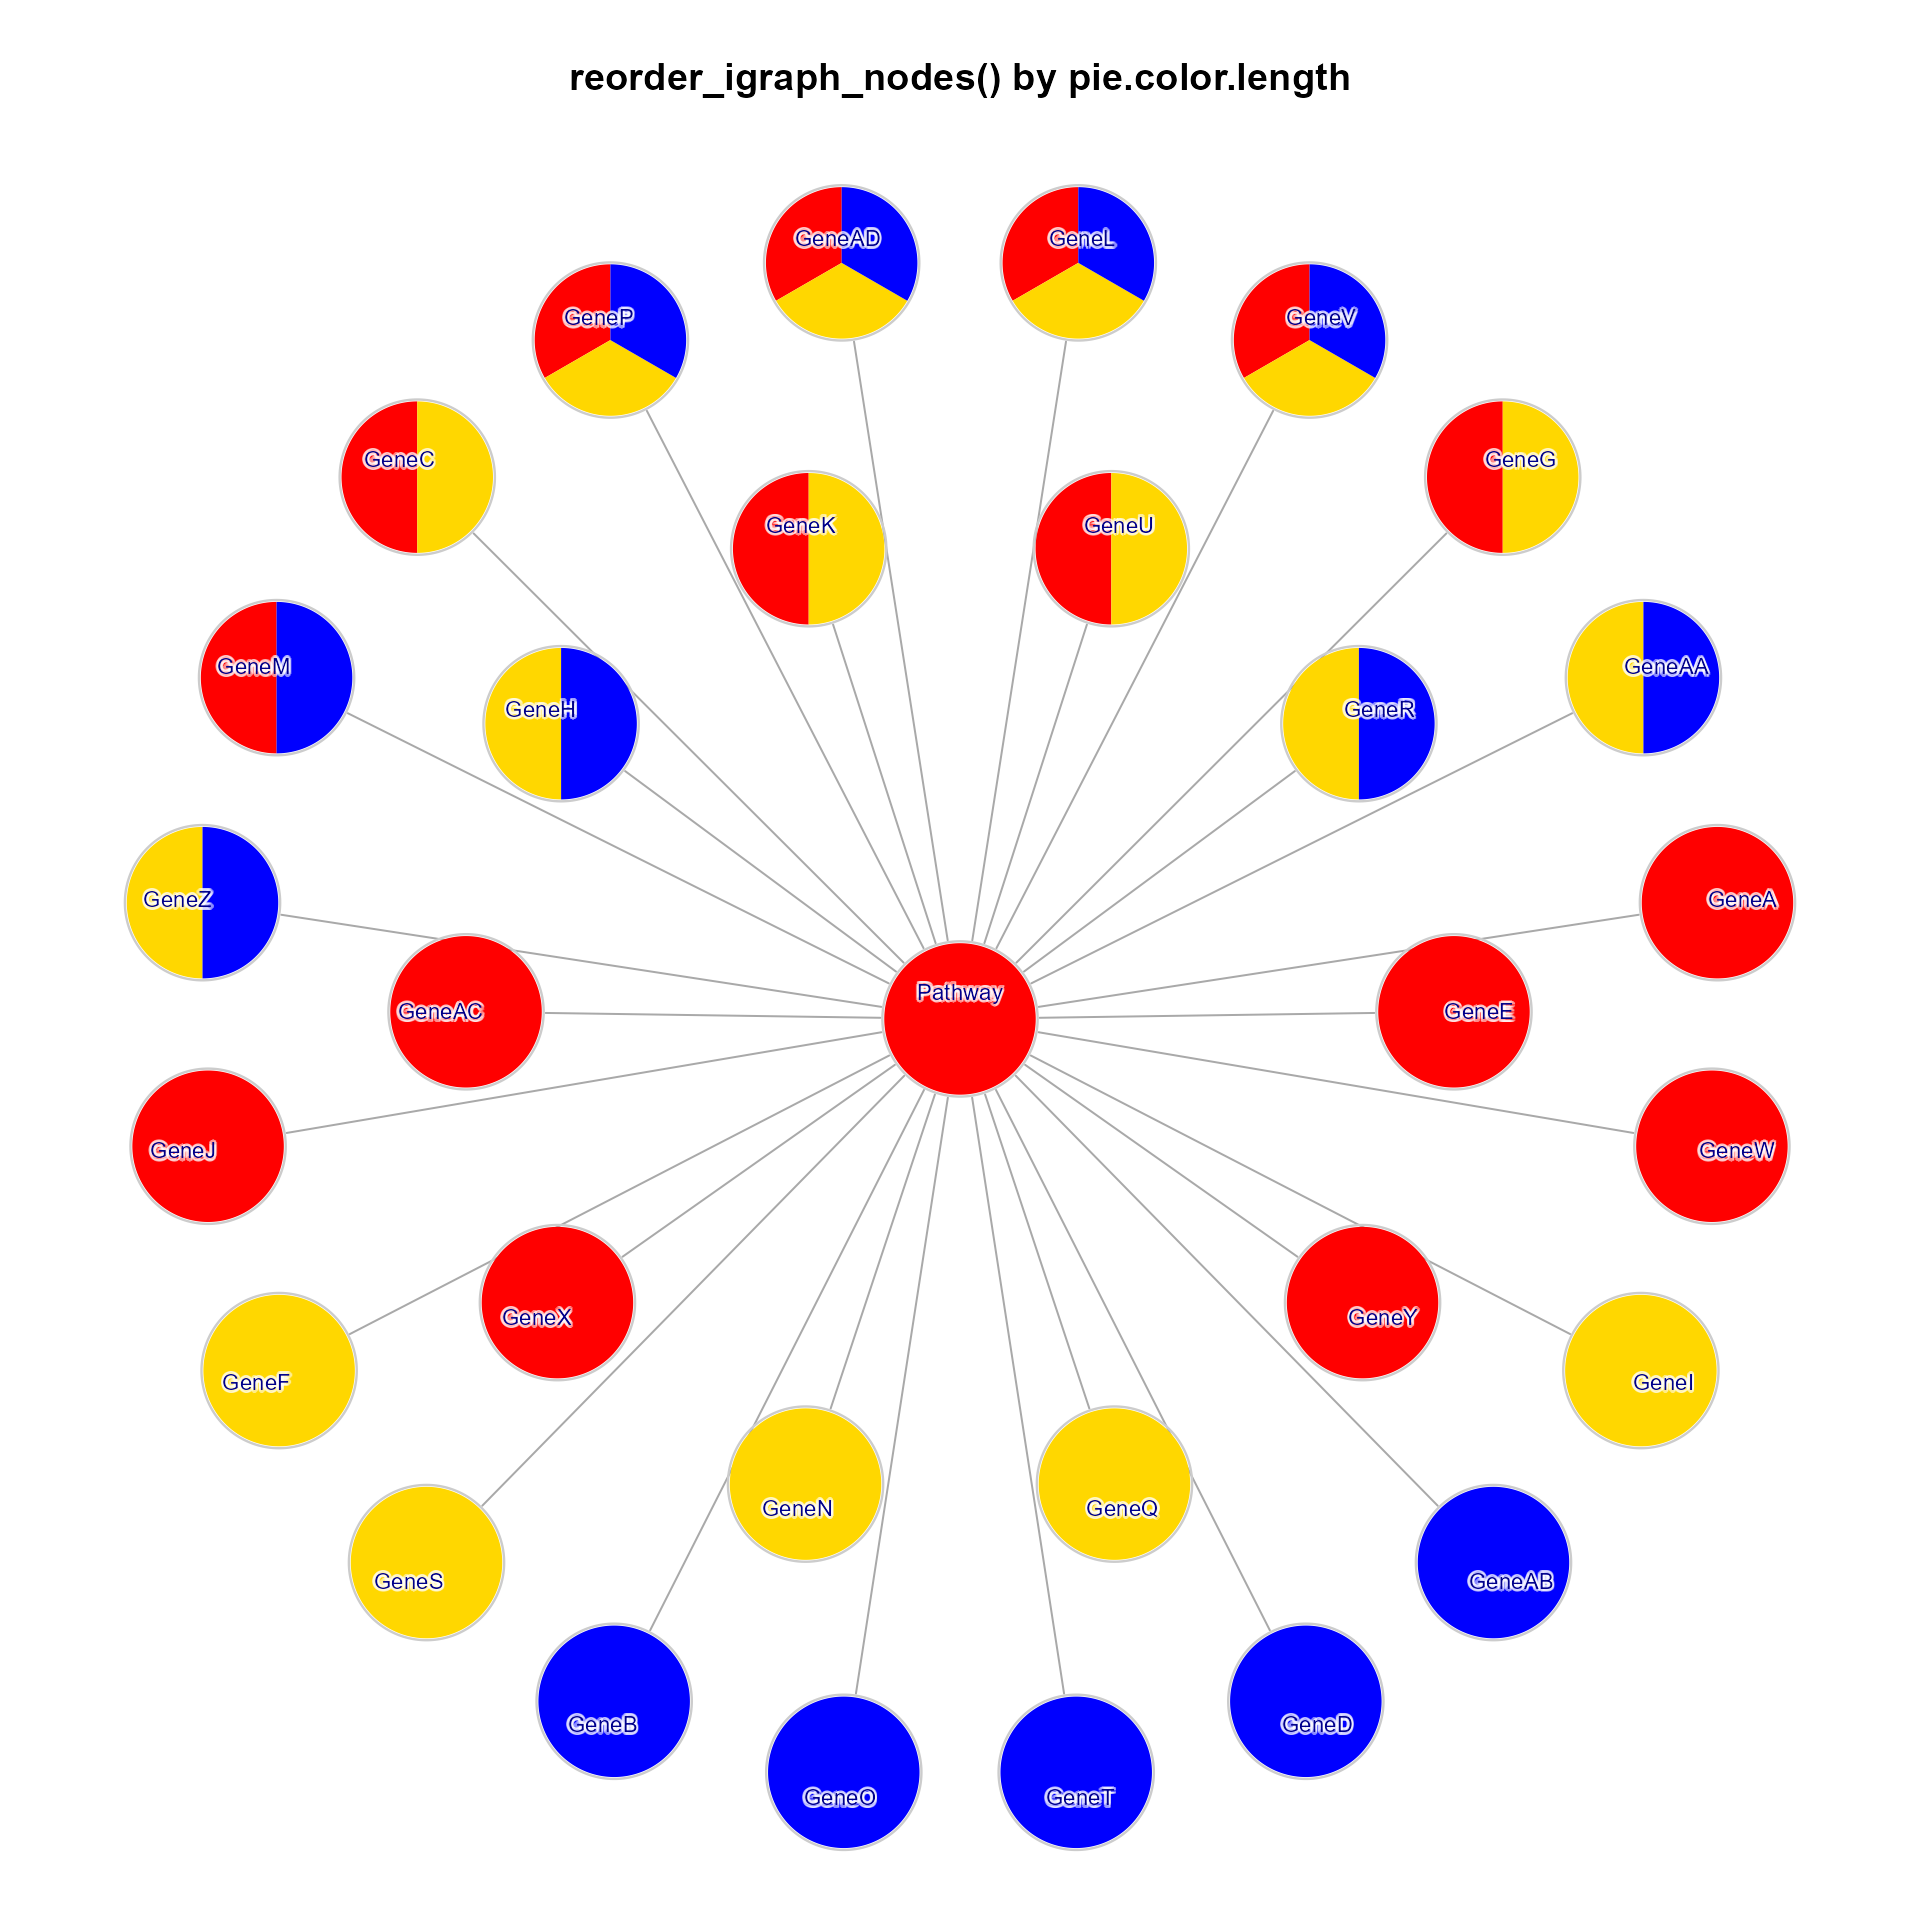 reorder_igraph_nodes() by pie.color.length
GeneAD
GeneL
GeneP
GeneV
GeneC
GeneG
GeneK
GeneU
GeneM
GeneAA
GeneH
GeneR
GeneZ
GeneA
Pathway
GeneAC
GeneE
GeneJ
GeneW
GeneX
GeneY
GeneF
GeneI
GeneN
GeneQ
GeneS
GeneAB
GeneB
GeneD
GeneO
GeneT